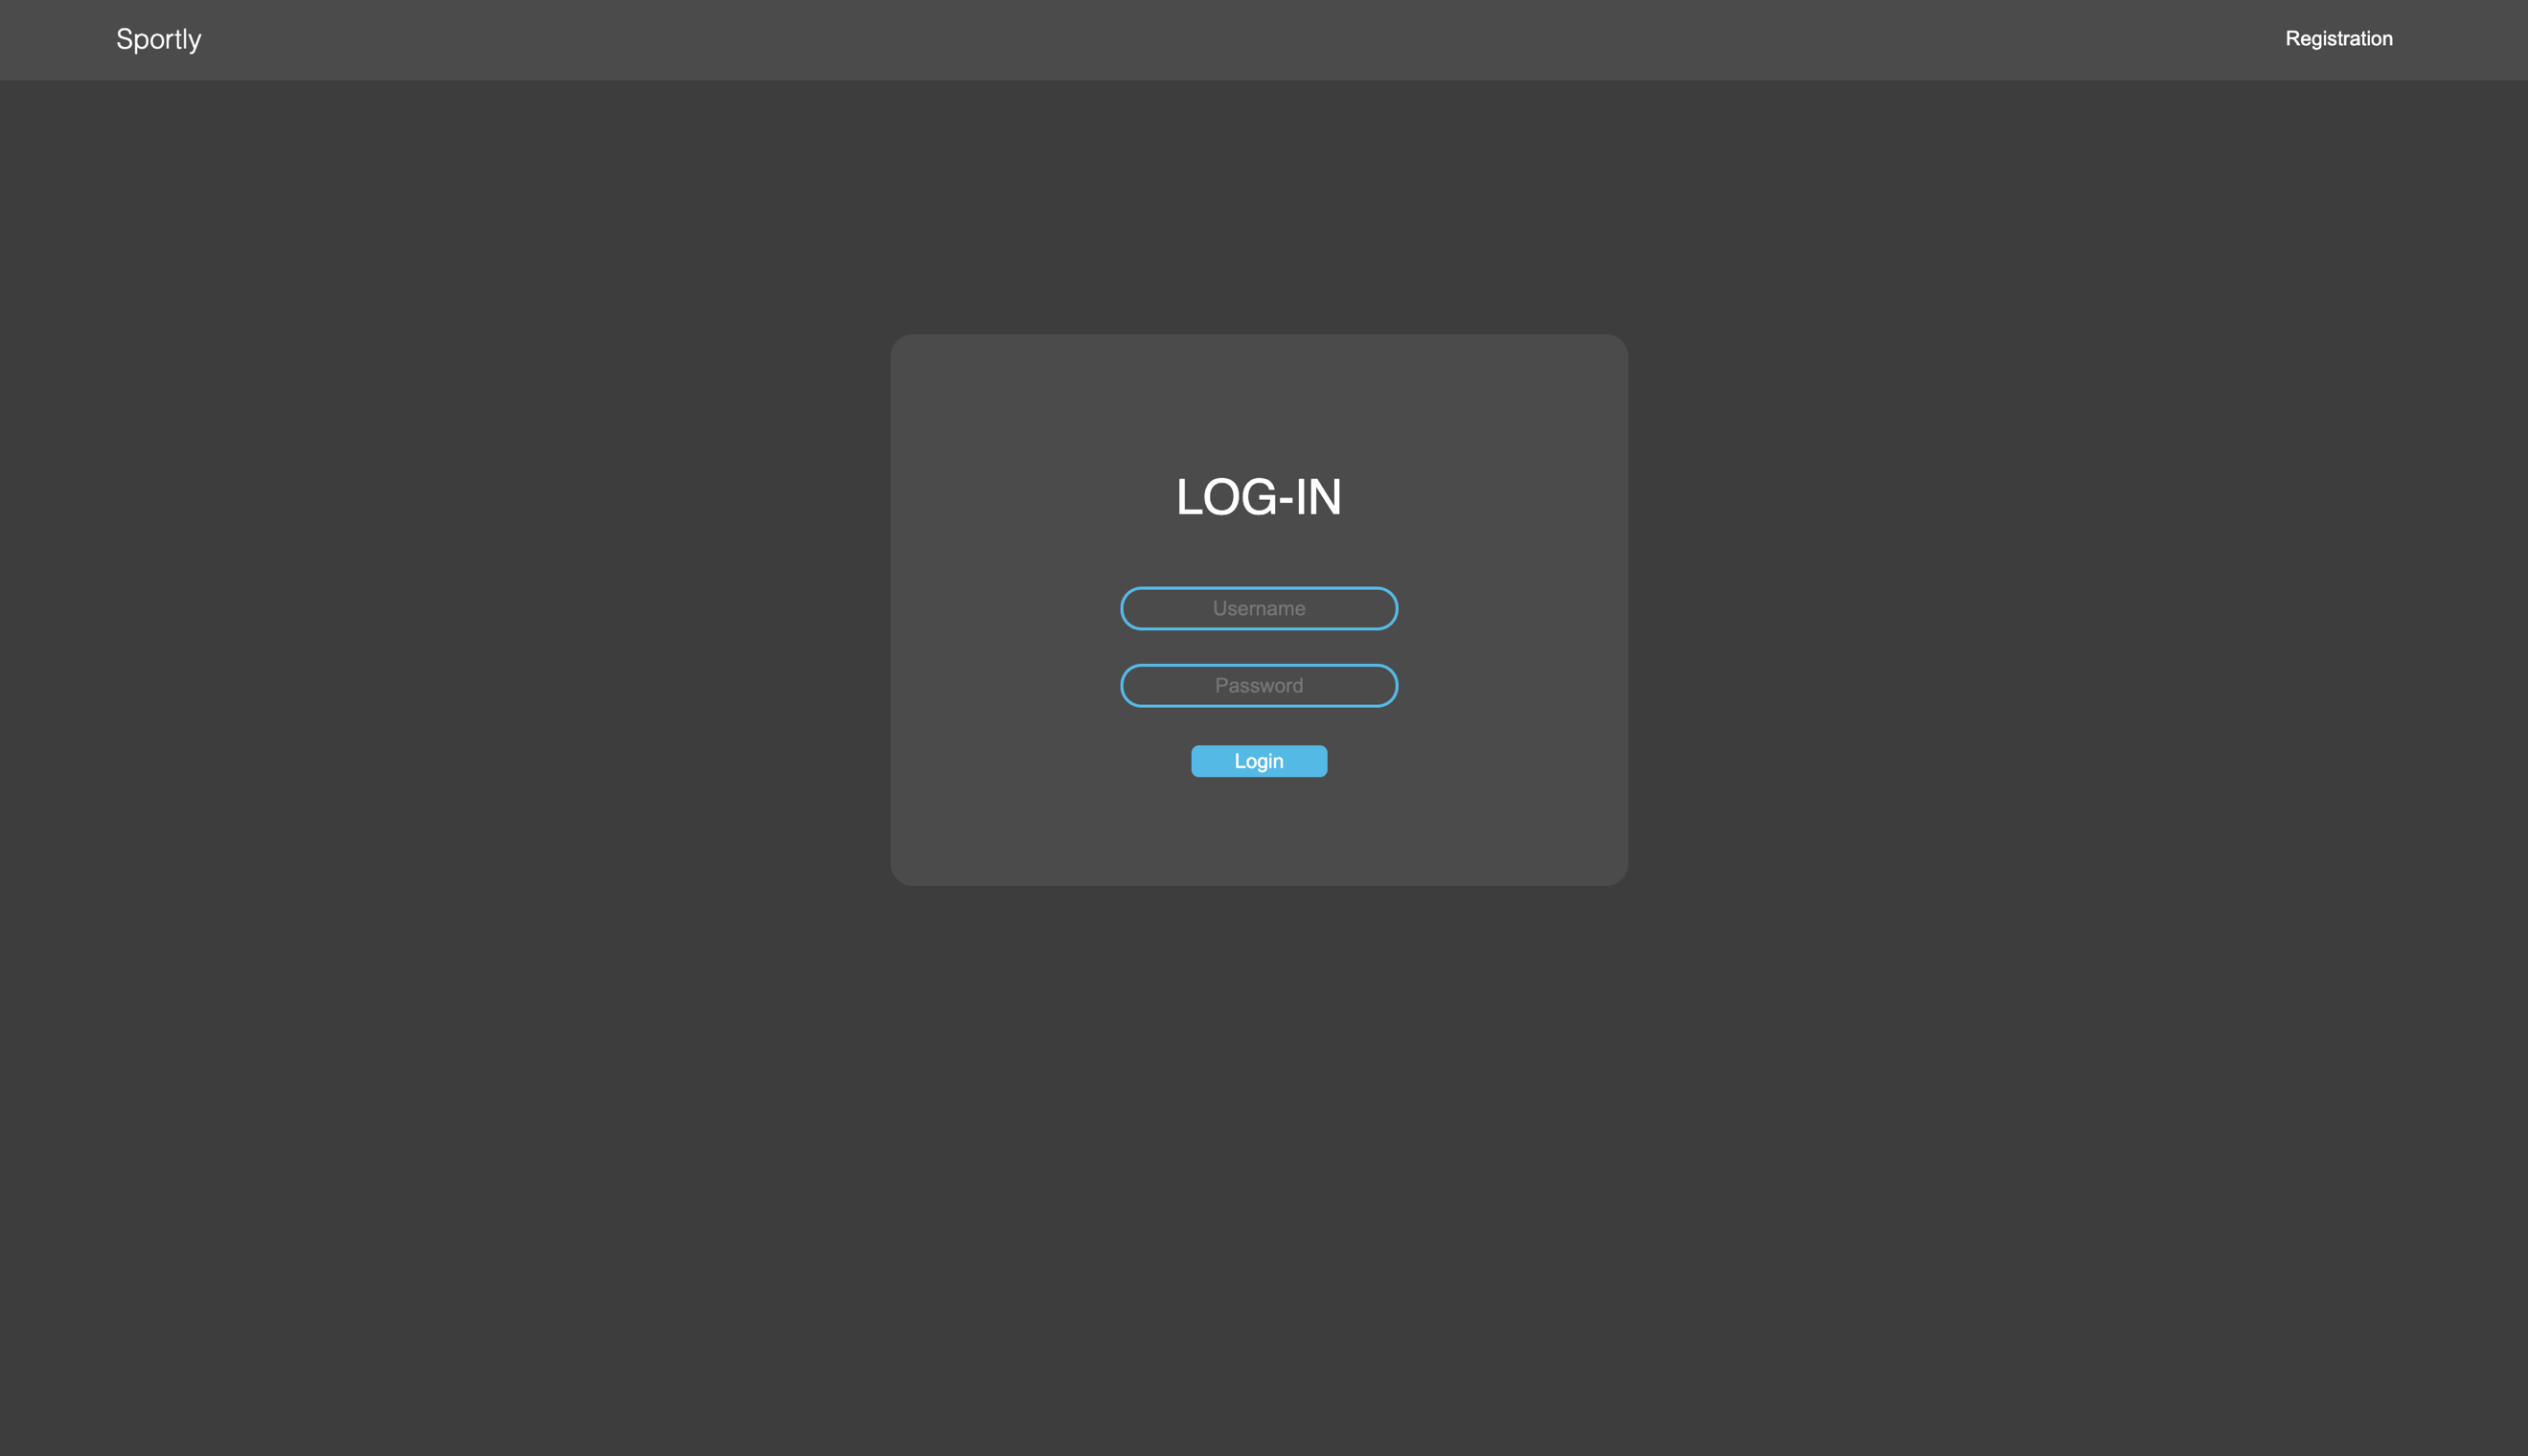 Sportly
Registration
LOG-IN
Username
Password
Login